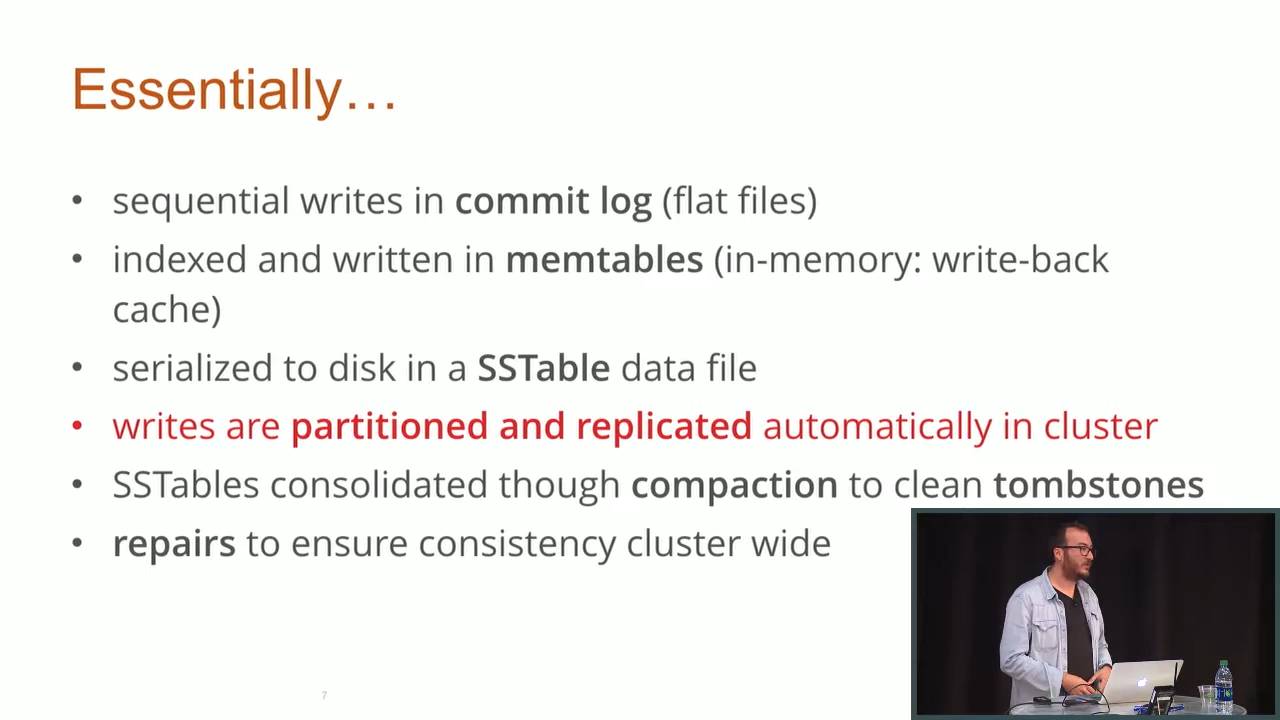 Essentially…
• sequential writes in commit log (flat files)
• indexed and written in memtables (in-memory: write-back
cache)
• serialized to disk in a SSTable data file
• writes are partitioned and replicated automatically in cluster
• SSTables consolidated though compaction to clean tombstones
• repairs to ensure consistency cluster wide
7